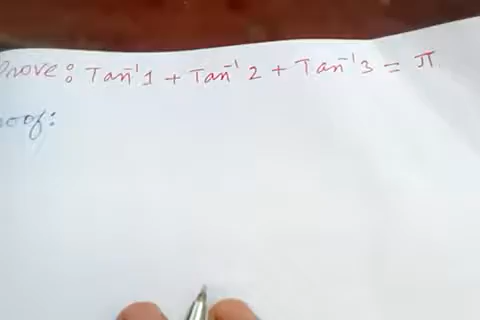 Prove: Tan⁻¹1 + Tan⁻¹2 + Tan⁻¹3 = π
oof: